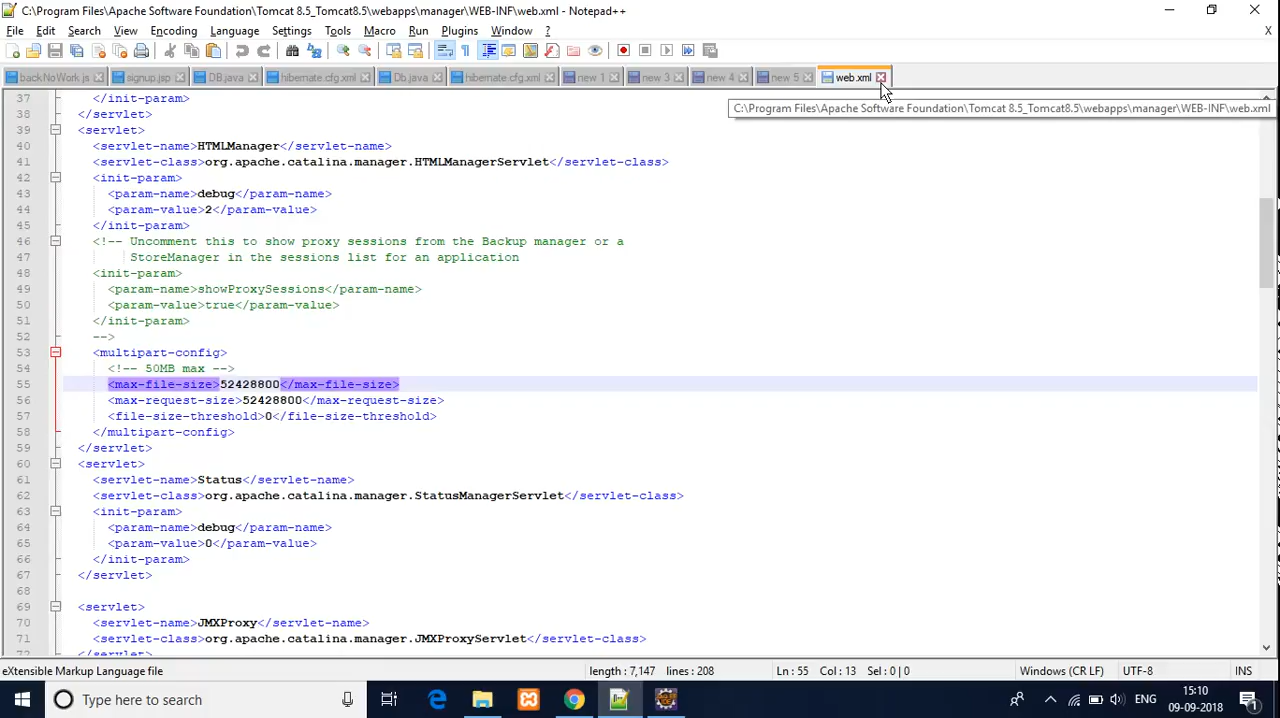 C:\Program Files\Apache Software Foundation\Tomcat 8.5_Tomcat8.5\webapps\manager\WEB-INF\web.xml - Notepad++
File Edit Search View Encoding Language Settings Tools Macro Run Plugins Window ? X
backNoWork.js signup.jsp DB.java hibernate.cfg.xml Db.java hibernate.cfg.xml new 1 new 3 new 4 new 5 web.xml
C:\Program Files\Apache Software Foundation\Tomcat 8.5_Tomcat8.5\webapps\manager\WEB-INF\web.xml
37 </init-param>
38 </servlet>
39 <servlet>
40 <servlet-name>HTMLManager</servlet-name>
41 <servlet-class>org.apache.catalina.manager.HTMLManagerServlet</servlet-class>
42 <init-param>
43 <param-name>debug</param-name>
44 <param-value>2</param-value>
45 </init-param>
46 <!-- Uncomment this to show proxy sessions from the Backup manager or a
47 StoreManager in the sessions list for an application
48 <init-param>
49 <param-name>showProxySessions</param-name>
50 <param-value>true</param-value>
51 </init-param>
52 -->
53 <multipart-config>
54 <!-- 50MB max -->
55 <max-file-size>52428800</max-file-size>
56 <max-request-size>52428800</max-request-size>
57 <file-size-threshold>0</file-size-threshold>
58 </multipart-config>
59 </servlet>
60 <servlet>
61 <servlet-name>Status</servlet-name>
62 <servlet-class>org.apache.catalina.manager.StatusManagerServlet</servlet-class>
63 <init-param>
64 <param-name>debug</param-name>
65 <param-value>0</param-value>
66 </init-param>
67 </servlet>
68
69 <servlet>
70 <servlet-name>JMXProxy</servlet-name>
71 <servlet-class>org.apache.catalina.manager.JMXProxyServlet</servlet-class>
eXtensible Markup Language file length : 7,147 lines : 208 Ln : 55 Col : 13 Sel : 0 | 0 Windows (CR LF) UTF-8 INS
Type here to search ENG 15:10
09-09-2018 1